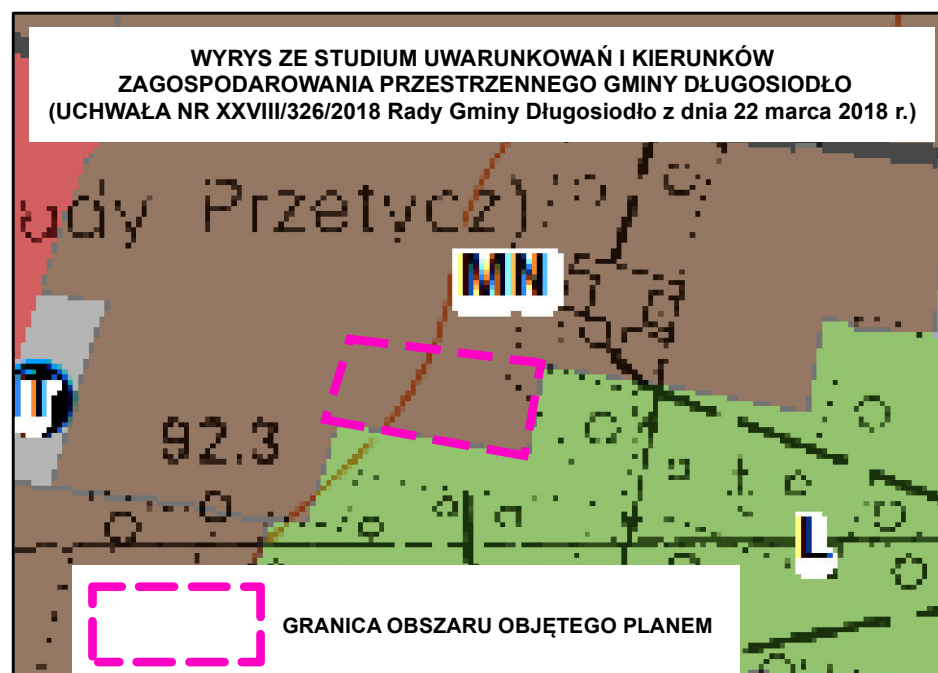 WYRYS ZE STUDIUM UWARUNKOWAŃ I KIERUNKÓW
ZAGOSPODAROWANIA PRZESTRZENNEGO GMINY DŁUGOSIODŁO
(UCHWAŁA NR XXVIII/326/2018 Rady Gminy Długosiodło z dnia 22 marca 2018 r.)
udy Przetycz)
MN
T
92.3
L
GRANICA OBSZARU OBJĘTEGO PLANEM